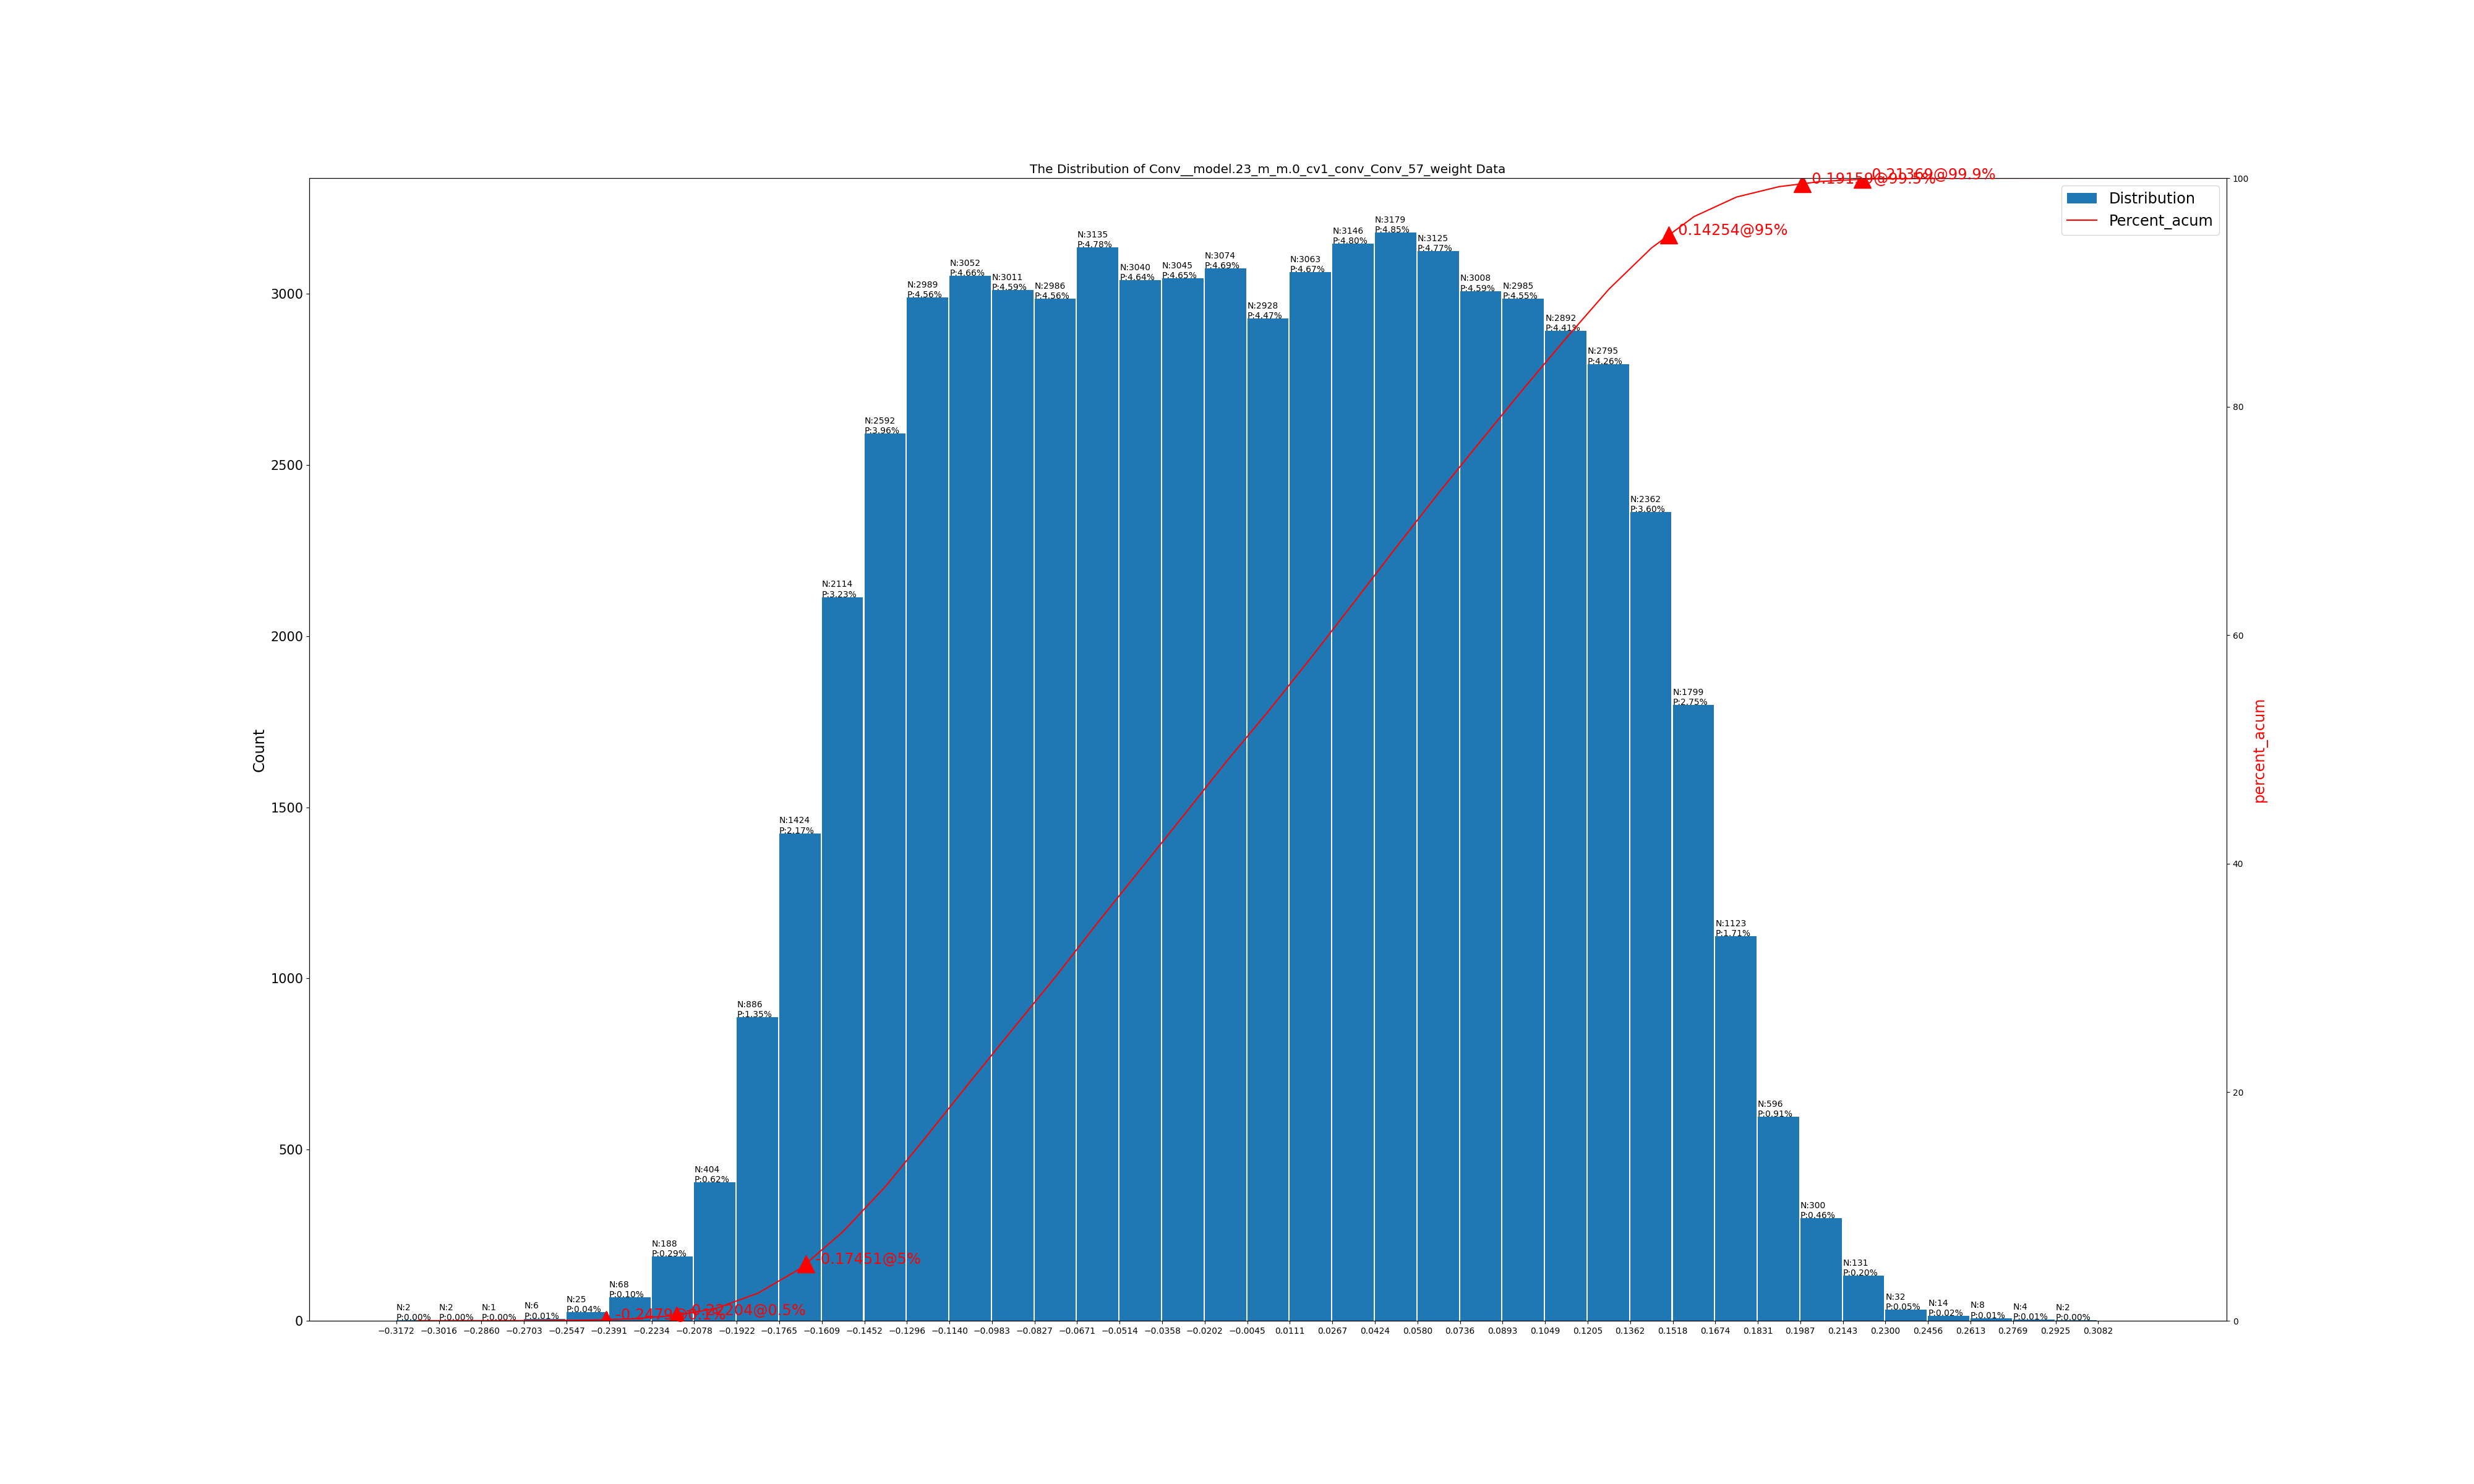 The Distribution of Conv__model.23_m_m.0_cv1_conv_Conv_57_weight Data
Distribution
Percent_acum
Count
3000
2500
2000
1500
1000
500
0
percent_acum
100
80
60
40
20
0
N:2
P:0.00%
N:2
P:0.00%
N:1
P:0.00%
N:6
P:0.01%
N:25
P:0.04%
N:68
P:0.10%
N:188
P:0.29%
N:404
P:0.62%
N:886
P:1.35%
N:1424
P:2.17%
N:2114
P:3.23%
N:2592
P:3.96%
N:2989
P:4.56%
N:3052
P:4.66%
N:3011
P:4.59%
N:2986
P:4.56%
N:3135
P:4.78%
N:3040
P:4.64%
N:3045
P:4.65%
N:3074
P:4.69%
N:2928
P:4.47%
N:3063
P:4.67%
N:3146
P:4.80%
N:3179
P:4.85%
N:3125
P:4.77%
N:3008
P:4.59%
N:2985
P:4.55%
N:2892
P:4.41%
N:2795
P:4.26%
N:2362
P:3.60%
N:1799
P:2.75%
N:1123
P:1.71%
N:596
P:0.91%
N:300
P:0.46%
N:131
P:0.20%
N:32
P:0.05%
N:14
P:0.02%
N:8
P:0.01%
N:4
P:0.01%
N:2
P:0.00%
-0.22204@0.5%
-0.17451@5%
0.14254@95%
0.21369@99.9%
−0.3172 −0.3016 −0.2860 −0.2703 −0.2547 −0.2391 −0.2234 −0.2078 −0.1922 −0.1765 −0.1609 −0.1452 −0.1296 −0.1140 −0.0983 −0.0827 −0.0671 −0.0514 −0.0358 −0.0202 −0.0045 0.0111 0.0267 0.0424 0.0580 0.0736 0.0893 0.1049 0.1205 0.1362 0.1518 0.1674 0.1831 0.1987 0.2143 0.2300 0.2456 0.2613 0.2769 0.2925 0.3082